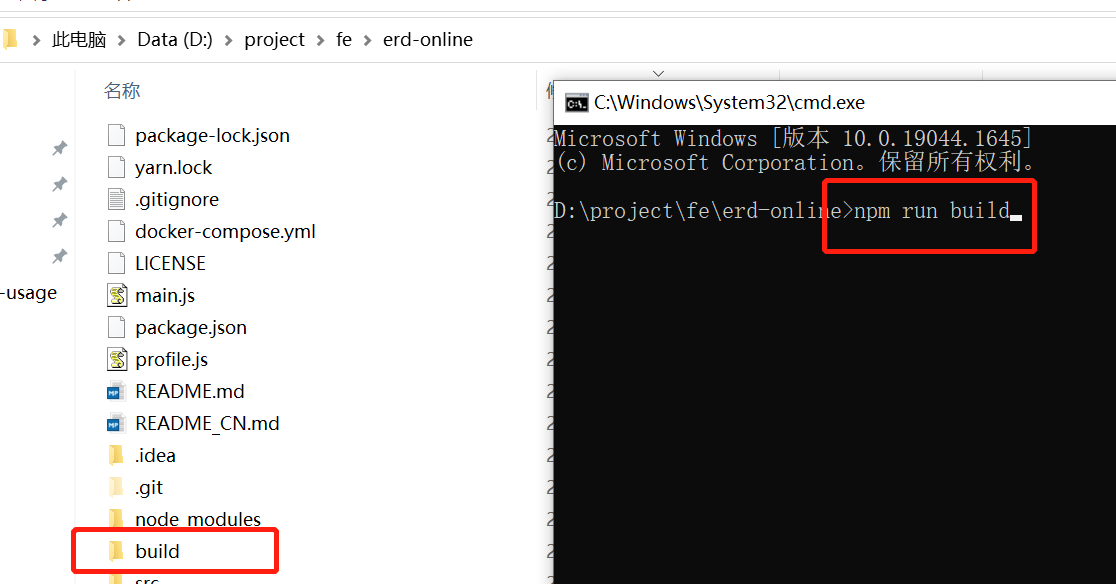 此电脑 > Data (D:) > project > fe > erd-online
名称
package-lock.json
yarn.lock
.gitignore
docker-compose.yml
LICENSE
main.js
package.json
profile.js
README.md
README_CN.md
.idea
.git
node_modules
build
src
-usage
C:\Windows\System32\cmd.exe
Microsoft Windows [版本 10.0.19044.1645]
(c) Microsoft Corporation。保留所有权利。
D:\project\fe\erd-online>npm run build